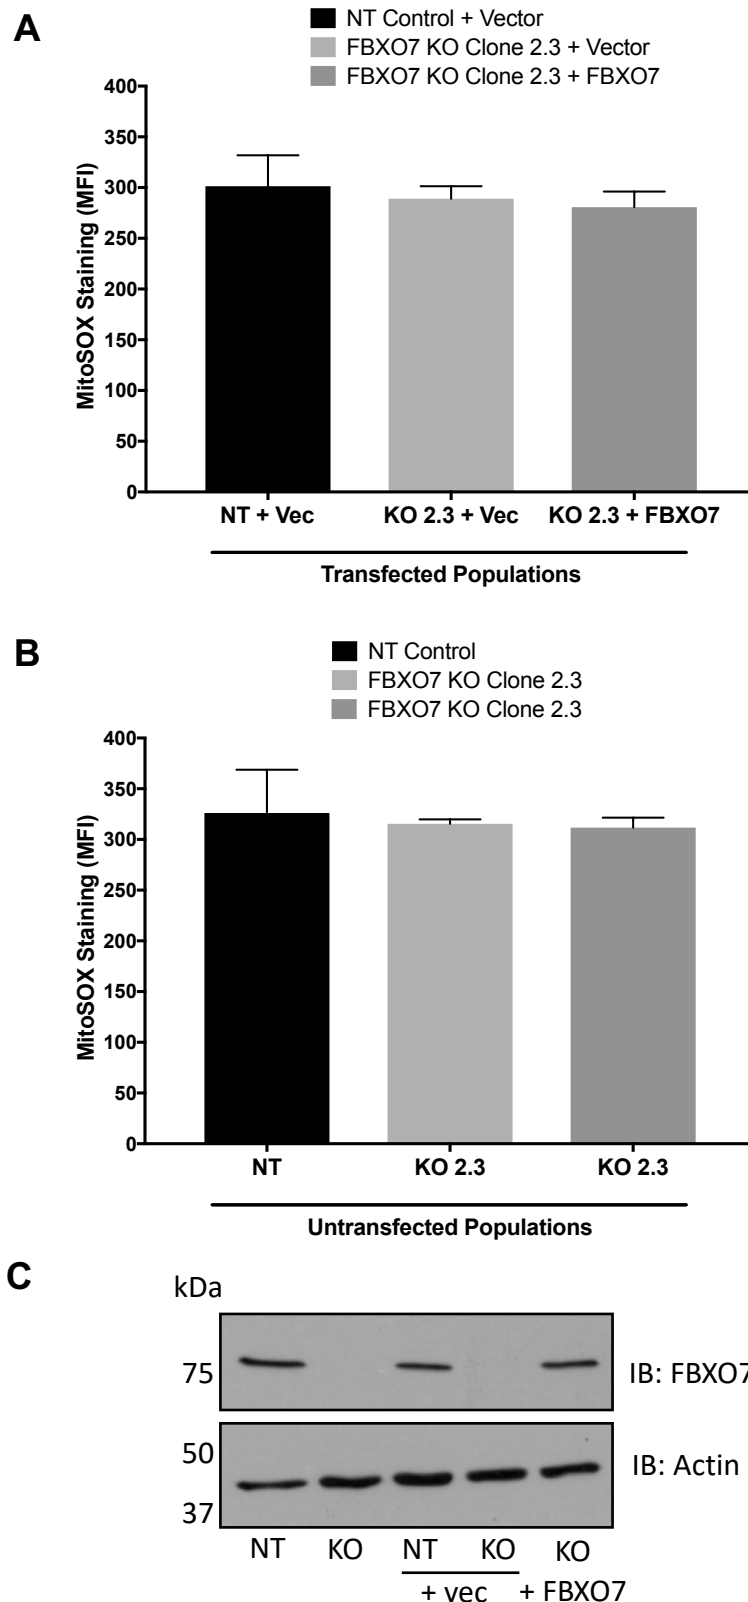 A
NT Control + Vector
FBXO7 KO Clone 2.3 + Vector
FBXO7 KO Clone 2.3 + FBXO7
MitoSOX Staining (MFI)
400
350
300
250
200
150
100
50
0
NT + Vec KO 2.3 + Vec KO 2.3 + FBXO7
Transfected Populations
B
NT Control
FBXO7 KO Clone 2.3
FBXO7 KO Clone 2.3
MitoSOX Staining (MFI)
400
350
300
250
200
150
100
50
0
NT KO 2.3 KO 2.3
Untransfected Populations
C
kDa
75 IB: FBXO7
50
IB: Actin
37
NT KO NT KO KO
+ vec + FBXO7